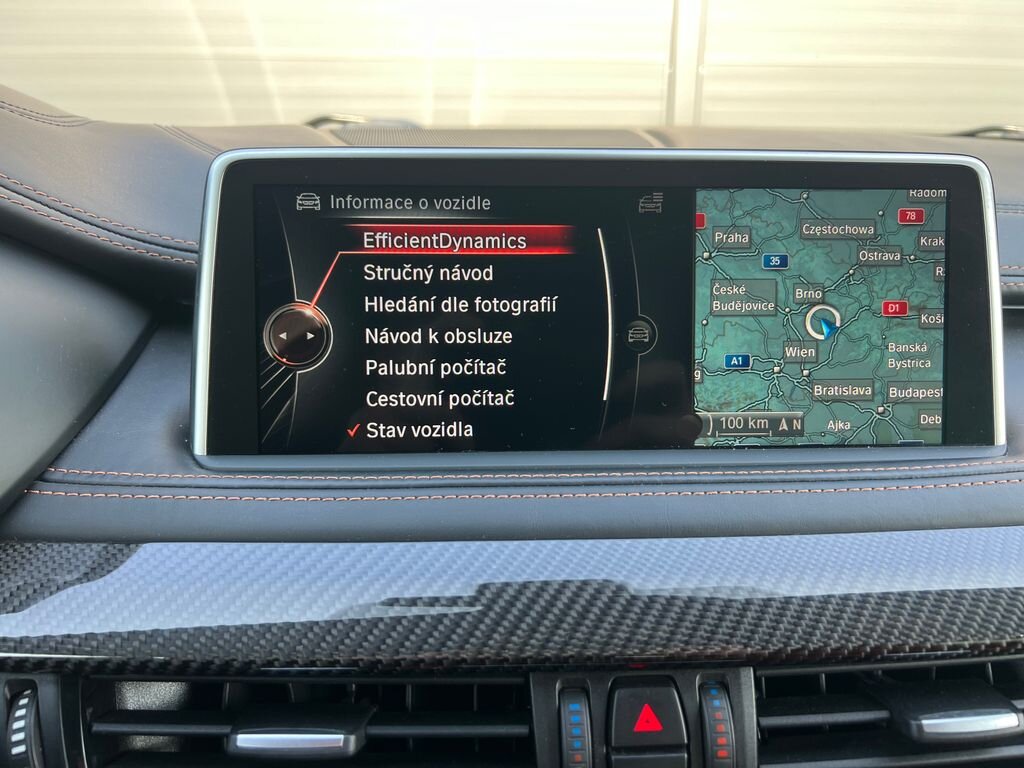 Informace o vozidle
EfficientDynamics
Stručný návod
Hledání dle fotografií
Návod k obsluze
Palubní počítač
Cestovní počítač
Stav vozidla
Radom
78
Praha
Częstochowa
Krak
35
Ostrava
R
České
Budějovice
Brno
D1
Koši
Wien
Banská
Bystrica
A1
g
Bratislava
Budapest
100 km
N
Ajka
Deb